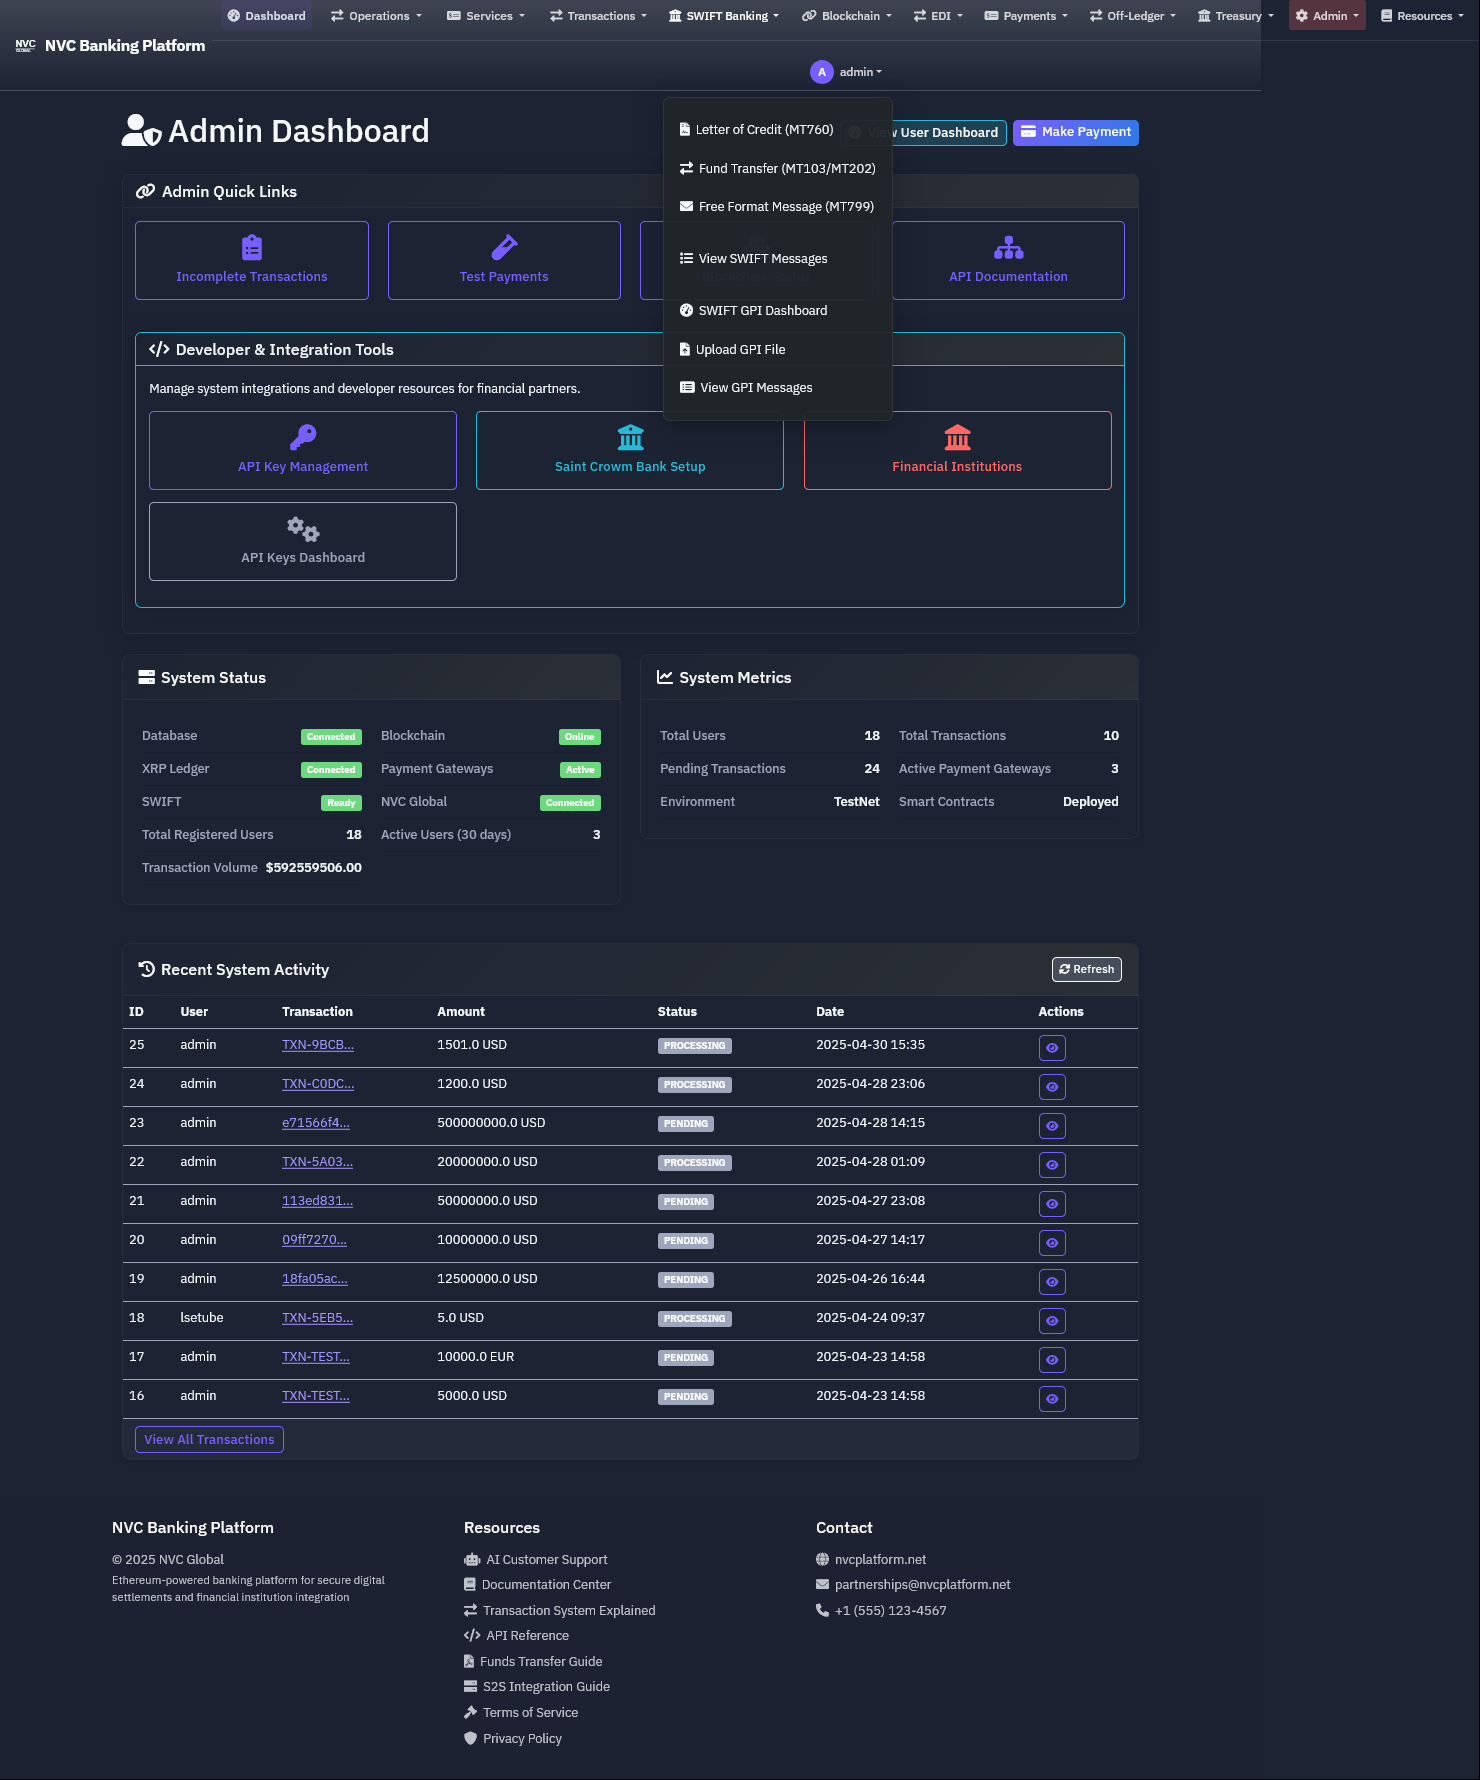 Dashboard Operations Services Transactions SWIFT Banking Blockchain EDI Payments Off-Ledger Treasury Admin Resources
NVC
GLOBAL
NVC Banking Platform
A admin
Admin Dashboard
View User Dashboard
Make Payment
Letter of Credit (MT760)
Fund Transfer (MT103/MT202)
Free Format Message (MT799)
View SWIFT Messages
SWIFT GPI Dashboard
Upload GPI File
View GPI Messages
Admin Quick Links
Incomplete Transactions
Test Payments
API Documentation
Developer & Integration Tools
Manage system integrations and developer resources for financial partners.
API Key Management
Saint Crowm Bank Setup
Financial Institutions
API Keys Dashboard
System Status
Database Connected Blockchain Online
XRP Ledger Connected Payment Gateways Active
SWIFT Ready NVC Global Connected
Total Registered Users 18 Active Users (30 days) 3
Transaction Volume $592559506.00
System Metrics
Total Users 18 Total Transactions 10
Pending Transactions 24 Active Payment Gateways 3
Environment TestNet Smart Contracts Deployed
Recent System Activity
Refresh
ID User Transaction Amount Status Date Actions
25 admin TXN-9BCB... 1501.0 USD PROCESSING 2025-04-30 15:35
24 admin TXN-C0DC... 1200.0 USD PROCESSING 2025-04-28 23:06
23 admin e71566f4... 500000000.0 USD PENDING 2025-04-28 14:15
22 admin TXN-5A03... 20000000.0 USD PROCESSING 2025-04-28 01:09
21 admin 113ed831... 50000000.0 USD PENDING 2025-04-27 23:08
20 admin 09ff7270... 10000000.0 USD PENDING 2025-04-27 14:17
19 admin 18fa05ac... 12500000.0 USD PENDING 2025-04-26 16:44
18 lsetube TXN-5EB5... 5.0 USD PROCESSING 2025-04-24 09:37
17 admin TXN-TEST... 10000.0 EUR PENDING 2025-04-23 14:58
16 admin TXN-TEST... 5000.0 USD PENDING 2025-04-23 14:58
View All Transactions
NVC Banking Platform
© 2025 NVC Global
Ethereum-powered banking platform for secure digital
settlements and financial institution integration
Resources
AI Customer Support
Documentation Center
Transaction System Explained
API Reference
Funds Transfer Guide
S2S Integration Guide
Terms of Service
Privacy Policy
Contact
nvcplatform.net
partnerships@nvcplatform.net
+1 (555) 123-4567